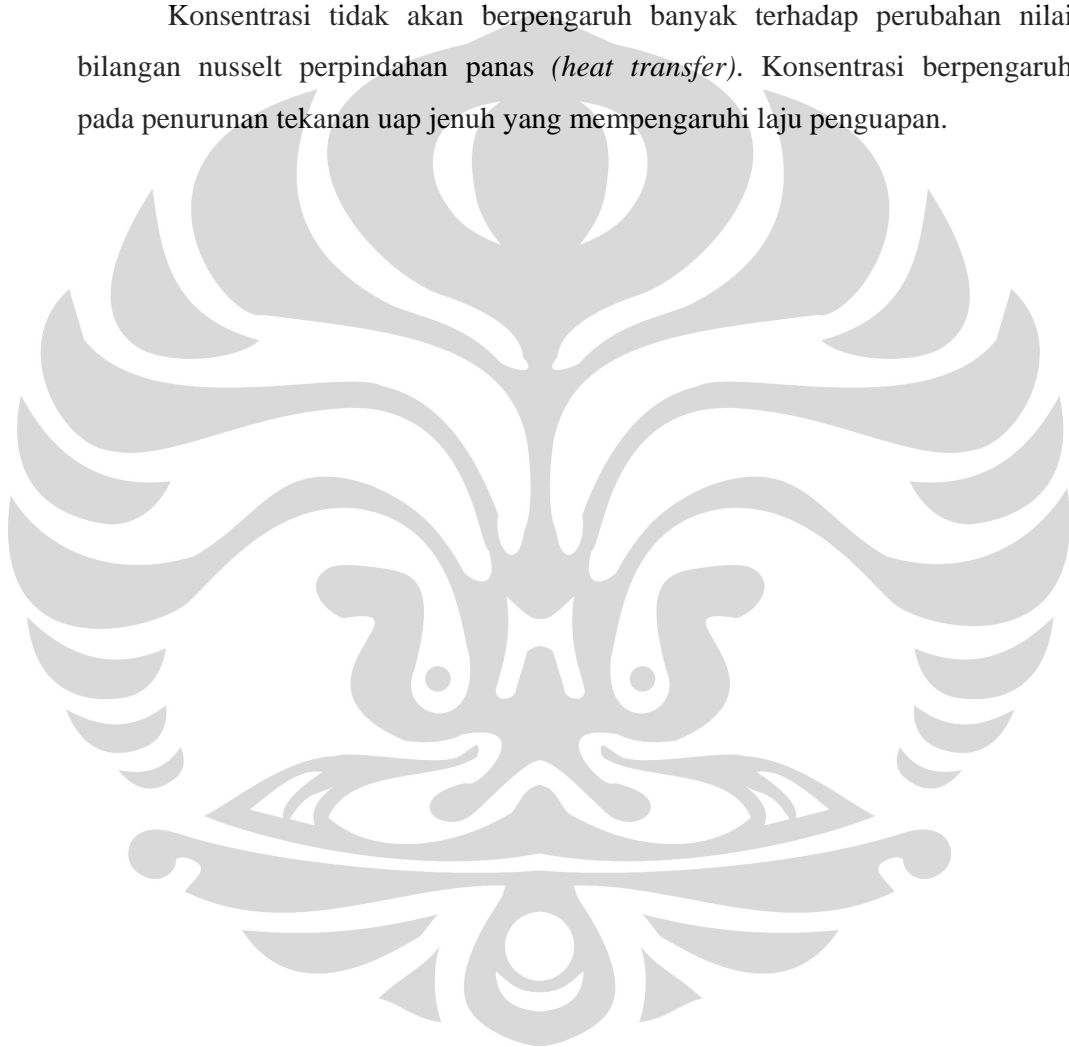 Konsentrasi tidak akan berpengaruh banyak terhadap perubahan nilai
bilangan nusselt perpindahan panas (heat transfer). Konsentrasi berpengaruh
pada penurunan tekanan uap jenuh yang mempengaruhi laju penguapan.